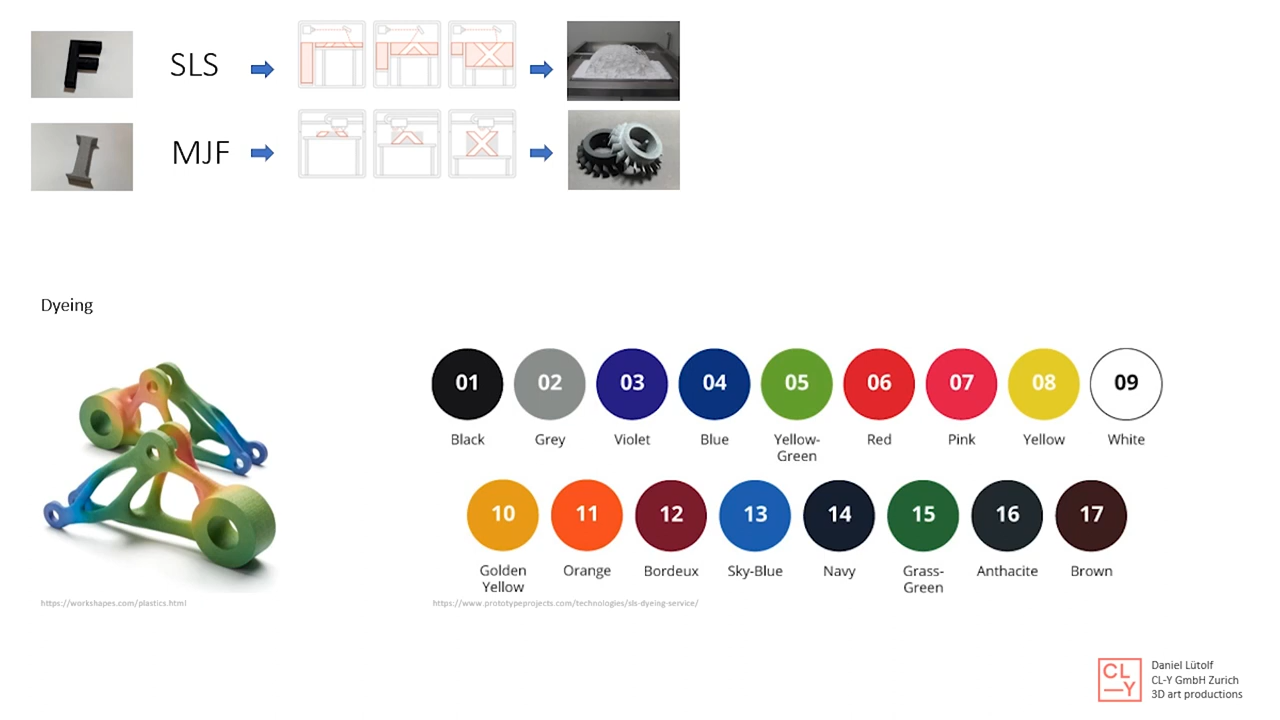 SLS
MJF
Dyeing
01 02 03 04 05 06 07 08 09
Black Grey Violet Blue Yellow- Red Pink Yellow White
Green
10 11 12 13 14 15 16 17
Golden Orange Bordeux Sky-Blue Navy Grass- Anthacite Brown
Yellow Green
https://workshapes.com/plastics.html
https://www.prototypeprojects.com/technologies/sls-dyeing-service/
CL
—Y
Daniel Lütolf
CL-Y GmbH Zurich
3D art productions